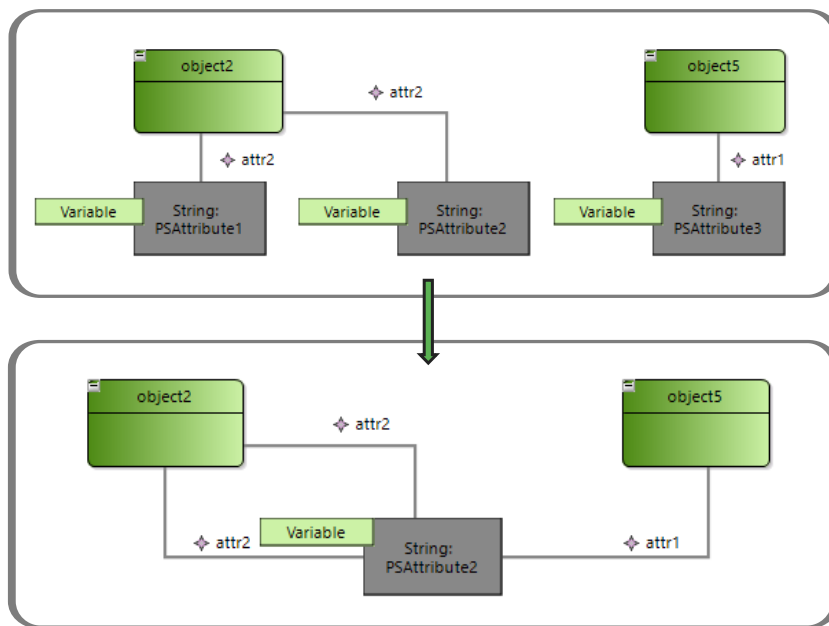 object2
object5
attr2
attr2
attr1
Variable
String:
PSAttribute1
Variable
String:
PSAttribute2
Variable
String:
PSAttribute3
object2
object5
attr2
Variable
attr2
String:
PSAttribute2
attr1